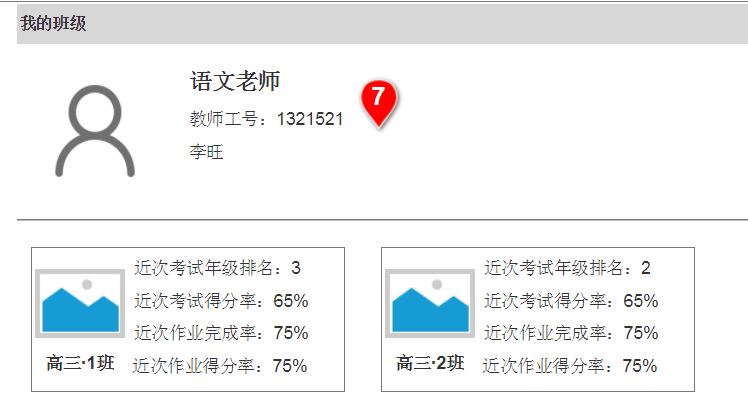 我的班级
语文老师
7
教师工号：1321521
李旺
近次考试年级排名：3
近次考试得分率：65%
近次作业完成率：75%
高三·1班
近次作业得分率：75%
近次考试年级排名：2
近次考试得分率：65%
近次作业完成率：75%
高三·2班
近次作业得分率：75%